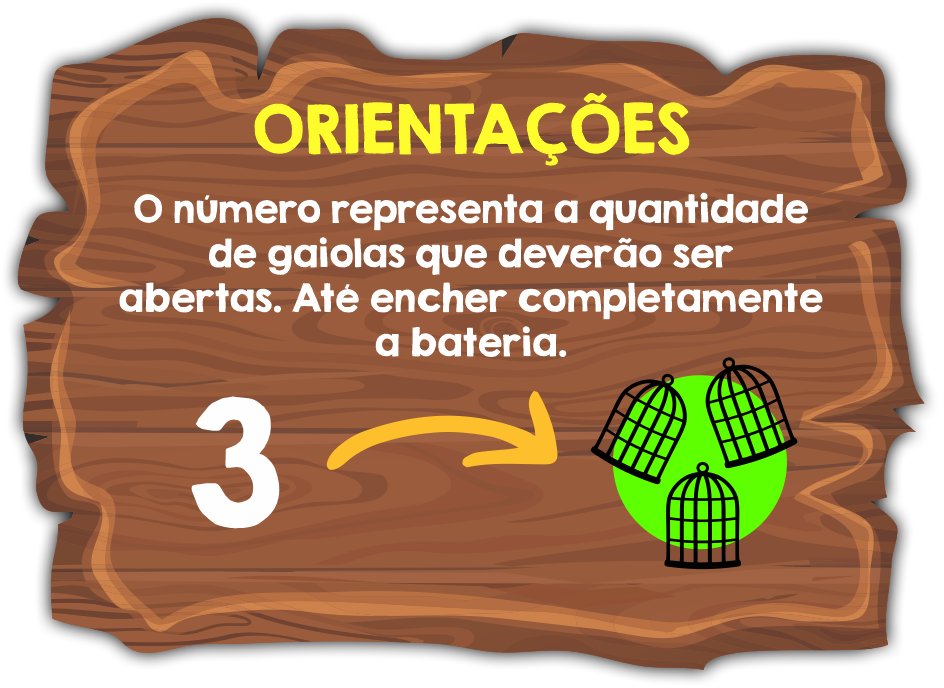 ORIENTAÇÕES
O número representa a quantidade
de gaiolas que deverão ser
abertas. Até encher completamente
a bateria.
3